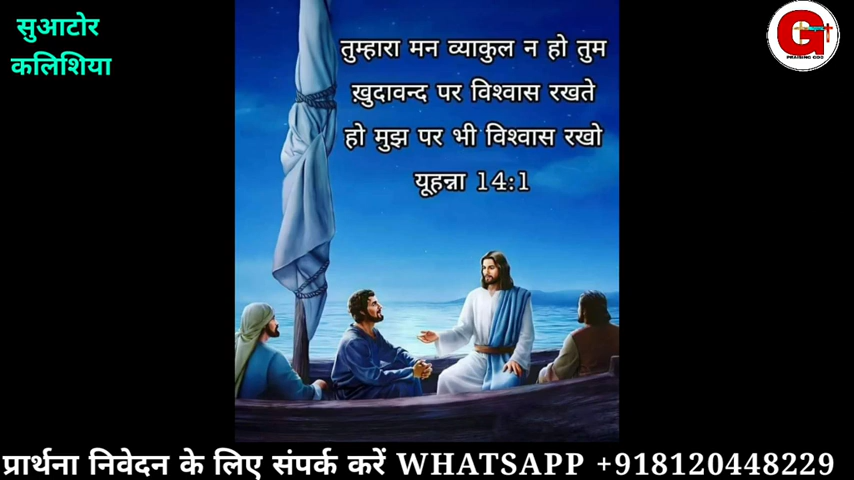 सुआटोर
कलिशिया
तुम्हारा मन व्याकुल न हो तुम
ख़ुदावन्द पर विश्वास रखते
हो मुझ पर भी विश्वास रखो
यूहन्ना 14:1
G
PRAISING GOD
प्रार्थना निवेदन के लिए संपर्क करें WHATSAPP +918120448229